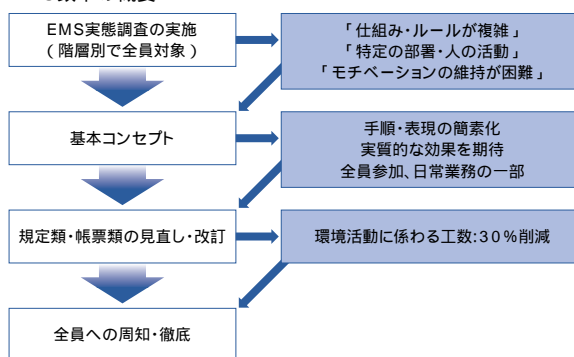 EMS実態調査の実施
(階層別で全員対象)
「仕組み・ルールが複雑」
「特定の部署・人の活動」
「モチベーションの維持が困難」
基本コンセプト
手順・表現の簡素化
実質的な効果を期待
全員参加、日常業務の一部
規定類・帳票類の見直し・改訂
環境活動に係わる工数:30%削減
全員への周知・徹底